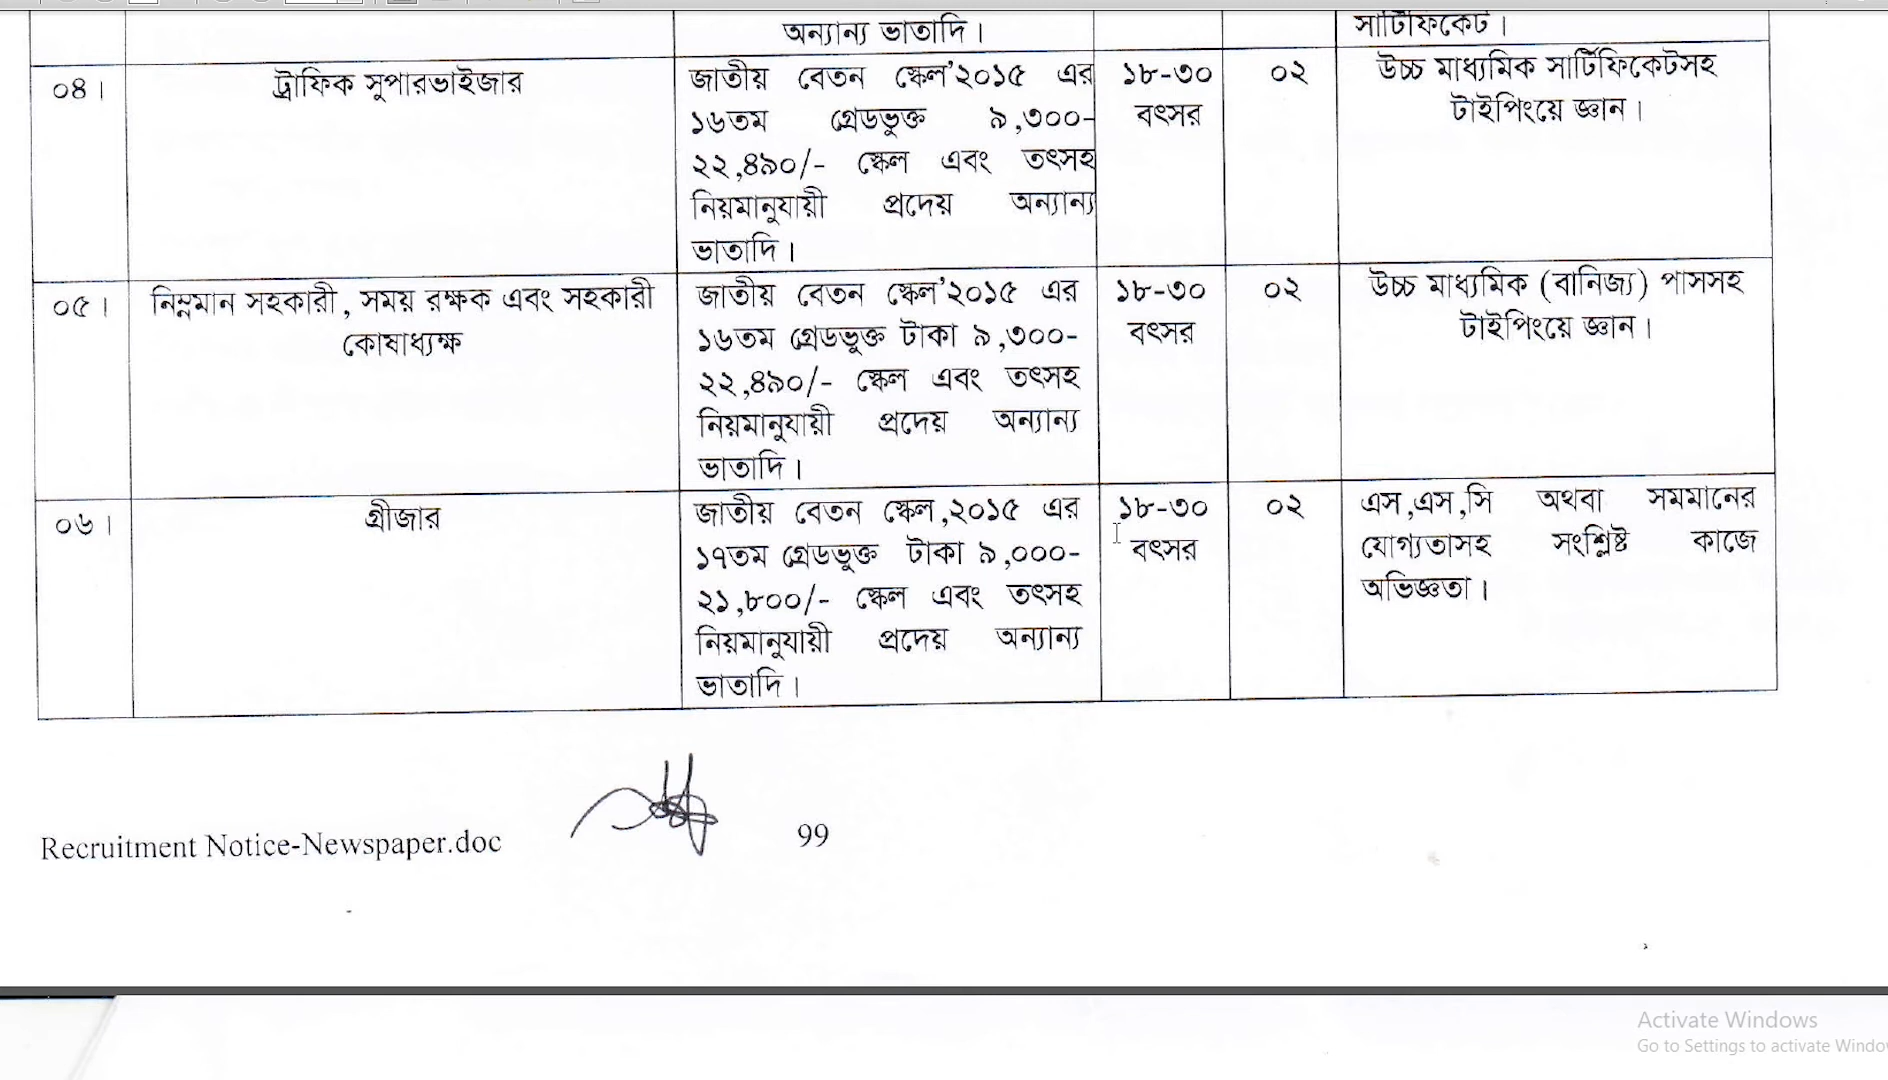 অন্যান্য ভাতাদি।
সার্টিফিকেট।
০৪।
ট্রাফিক সুপারভাইজার
জাতীয় বেতন স্কেল'২০১৫ এর
১৬তম গ্রেডভুক্ত ৯,৩০০-
২২,৪৯০/- স্কেল এবং তৎসহ
নিয়মানুযায়ী প্রদেয় অন্যান্য
ভাতাদি।
১৮-৩০
বৎসর
০২
উচ্চ মাধ্যমিক সার্টিফিকেটসহ
টাইপিংয়ে জ্ঞান।
০৫।
নিম্নমান সহকারী, সময় রক্ষক এবং সহকারী
কোষাধ্যক্ষ
জাতীয় বেতন স্কেল'২০১৫ এর
১৬তম গ্রেডভুক্ত টাকা ৯,৩০০-
২২,৪৯০/- স্কেল এবং তৎসহ
নিয়মানুযায়ী প্রদেয় অন্যান্য
ভাতাদি।
১৮-৩০
বৎসর
০২
উচ্চ মাধ্যমিক (বানিজ্য) পাসসহ
টাইপিংয়ে জ্ঞান।
০৬।
গ্রীজার
জাতীয় বেতন স্কেল,২০১৫ এর
১৭তম গ্রেডভুক্ত টাকা ৯,০০০-
২১,৮০০/- স্কেল এবং তৎসহ
নিয়মানুযায়ী প্রদেয় অন্যান্য
ভাতাদি।
১৮-৩০
বৎসর
০২
এস,এস,সি অথবা সমমানের
যোগ্যতাসহ সংশ্লিষ্ট কাজে
অভিজ্ঞতা।
Recruitment Notice-Newspaper.doc
99
Activate Windows
Go to Settings to activate Windo